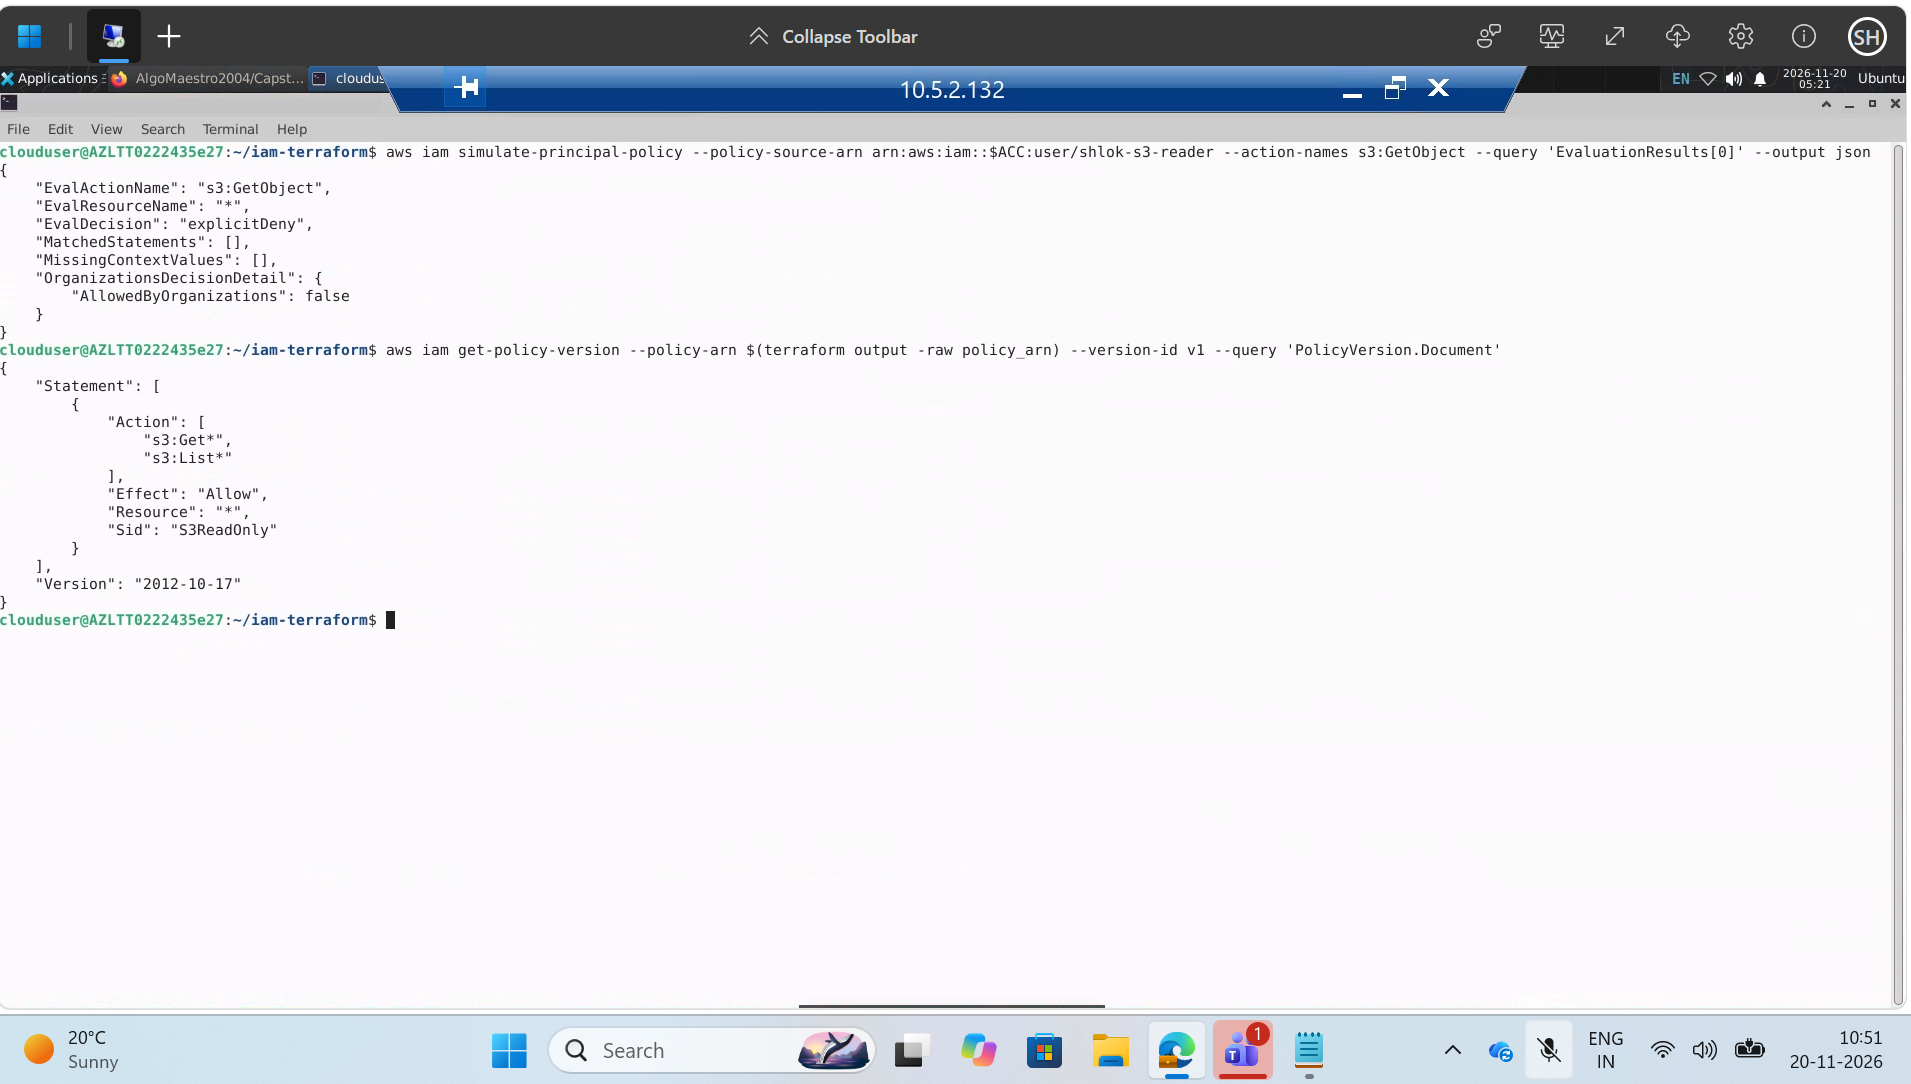 Collapse Toolbar
SH
Applications
AlgoMaestro2004/Capst...
cloudus
10.5.2.132
EN
2026-11-20
05:21
Ubuntu
File Edit View Search Terminal Help
clouduser@AZLTT0222435e27:~/iam-terraform$ aws iam simulate-principal-policy --policy-source-arn arn:aws:iam::$ACC:user/shlok-s3-reader --action-names s3:GetObject --query 'EvaluationResults[0]' --output json
{
    "EvalActionName": "s3:GetObject",
    "EvalResourceName": "*",
    "EvalDecision": "explicitDeny",
    "MatchedStatements": [],
    "MissingContextValues": [],
    "OrganizationsDecisionDetail": {
        "AllowedByOrganizations": false
    }
}
clouduser@AZLTT0222435e27:~/iam-terraform$ aws iam get-policy-version --policy-arn $(terraform output -raw policy_arn) --version-id v1 --query 'PolicyVersion.Document'
{
    "Statement": [
        {
            "Action": [
                "s3:Get*",
                "s3:List*"
            ],
            "Effect": "Allow",
            "Resource": "*",
            "Sid": "S3ReadOnly"
        }
    ],
    "Version": "2012-10-17"
}
clouduser@AZLTT0222435e27:~/iam-terraform$
20°C
Sunny
Search
1
ENG
IN
10:51
20-11-2026